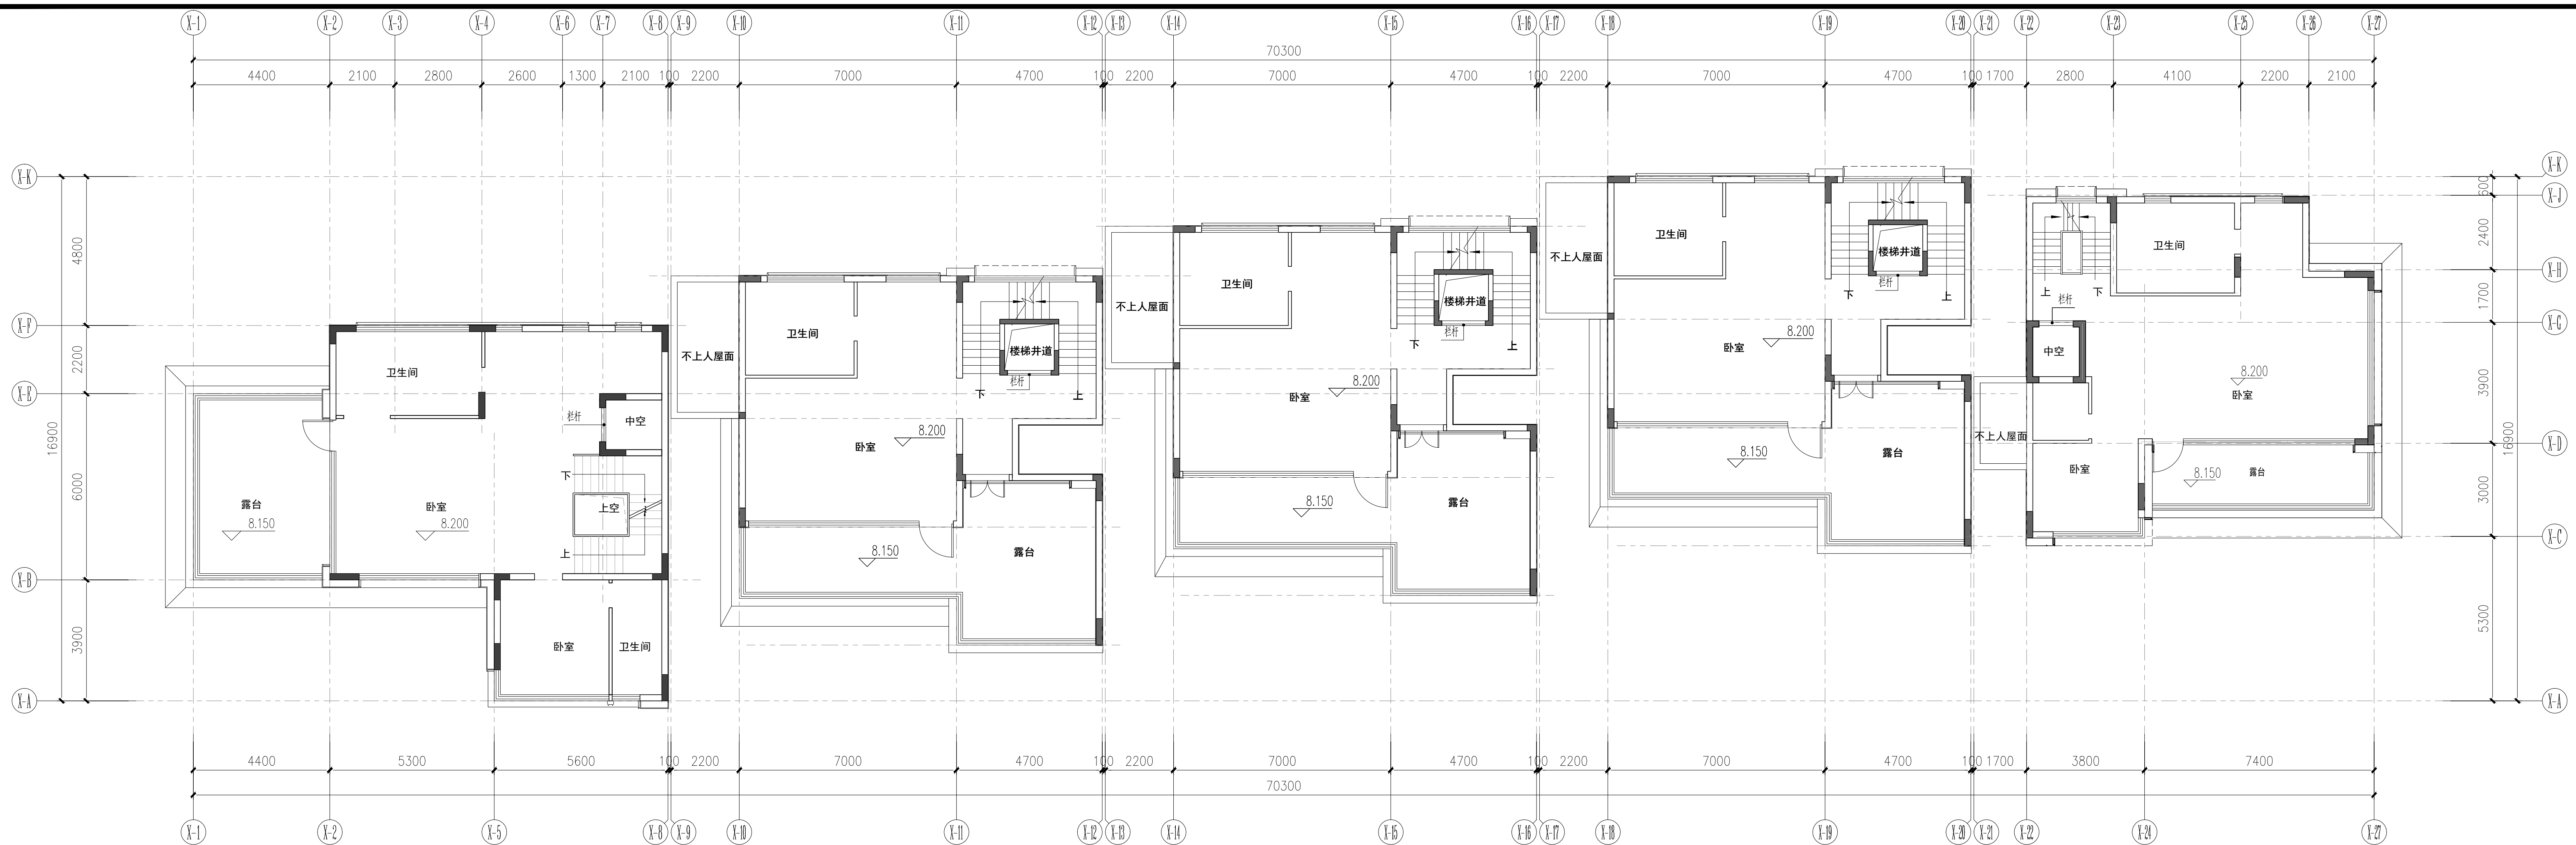 X-1 X-2 X-3 X-4 X-6 X-7 X-8 X-9 X-10 X-11 X-12 X-13 X-14 X-15 X-16 X-17 X-18 X-19 X-20 X-21 X-22 X-23 X-25 X-26 X-27
70300
4400 2100 2800 2600 1300 2100 100 2200 7000 4700 100 2200 7000 4700 100 2200 7000 4700 100 1700 2800 4100 2200 2100
X-K
X-F
X-E
X-B
X-A
16900
4800
2200
6000
3900
卫生间
栏杆
中空
下
上空
上
露台
8.150
卧室
8.200
卧室
卫生间
不上人屋面
卫生间
楼梯井道
栏杆
下
上
8.200
卧室
8.150
露台
不上人屋面
卫生间
楼梯井道
栏杆
下
上
8.200
卧室
8.150
露台
不上人屋面
卫生间
楼梯井道
栏杆
下
上
卧室
8.200
8.150
露台
卫生间
上
栏杆
下
中空
8.200
卧室
不上人屋面
卧室
8.150
露台
X-K
X-J
X-H
X-G
X-D
X-C
X-A
600
2400
1700
3900
3000
5300
16900
4400 5300 5600 100 2200 7000 4700 100 2200 7000 4700 100 2200 7000 4700 100 1700 3800 7400
70300
X-1 X-2 X-5 X-8 X-9 X-10 X-11 X-12 X-13 X-14 X-15 X-16 X-17 X-18 X-19 X-20 X-21 X-22 X-24 X-27